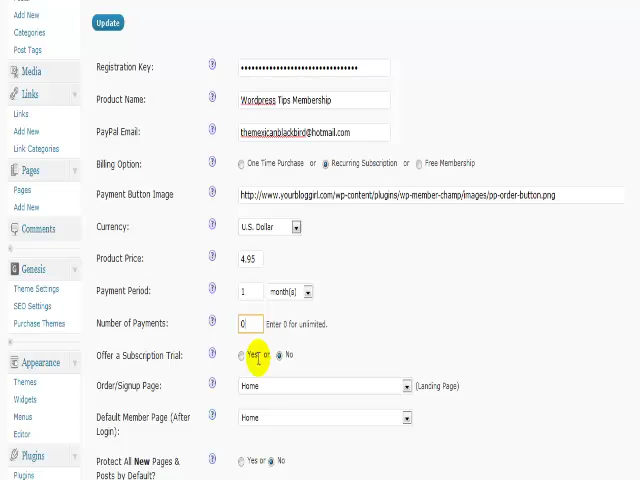 Add New
Categories
Post Tags
Media
Links
Links
Add New
Link Categories
Pages
Pages
Add New
Comments
Genesis
Theme Settings
SEO Settings
Purchase Themes
Appearance
Themes
Widgets
Menus
Editor
Plugins
Plugins
Update
Registration Key: ? ••••••••••••••••••••••••••••••••••
Product Name: ? Wordpress Tips Membership
PayPal Email: ? themexicanblackbird@hotmail.com
Billing Option: ? One Time Purchase or Recurring Subscription or Free Membership
Payment Button Image ? http://www.yourbloggirl.com/wp-content/plugins/wp-member-champ/images/pp-order-button.png
Currency: ? U.S. Dollar
Product Price: ? 4.95
Payment Period: ? 1 month(s)
Number of Payments: ? 0 Enter 0 for unlimited.
Offer a Subscription Trial: ? Yes or No
Order/Signup Page: ? Home (Landing Page)
Default Member Page (After ? Home
Login):
Protect All New Pages & ? Yes or No
Posts by Default?